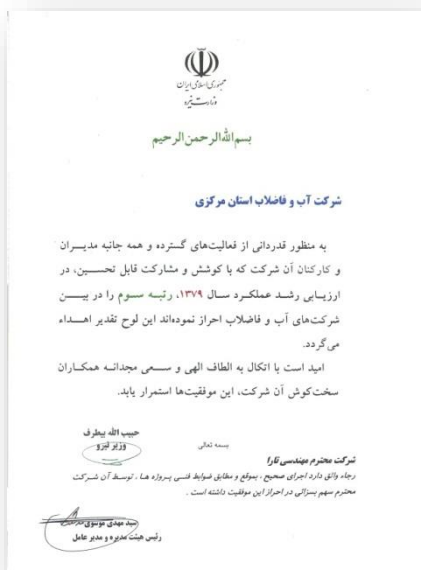 جمهوری اسلامی ایران
وزارت نیرو
بسم الله الرحمن الرحیم
شرکت آب و فاضلاب استان مرکزی
به منظور قدردانی از فعالیت‌های گسترده و همه جانبه مدیران
و کارکنان آن شرکت که با کوشش و مشارکت قابل تحسین، در
ارزیابی رشد عملکرد سال ۱۳۷۹، رتبه سوم را در بین
شرکت‌های آب و فاضلاب احراز نموده‌اند این لوح تقدیر اهداء
می‌گردد.
امید است با اتکال به الطاف الهی و سعی مجدانه همکاران
سخت‌کوش آن شرکت، این موفقیت‌ها استمرار یابد.
حبیب الله بیطرف
وزیر نیرو
بسمه تعالی
شرکت محترم مهندسی تارا
رجاء واثق دارد اجرای صحیح ، بموقع و مطابق ضوابط فنی پروژه ها ، توسط آن شرکت
محترم سهم بسزائی در احراز این موفقیت داشته است .
سید مهدی موسوی
رئیس هیئت مدیره و مدیر عامل